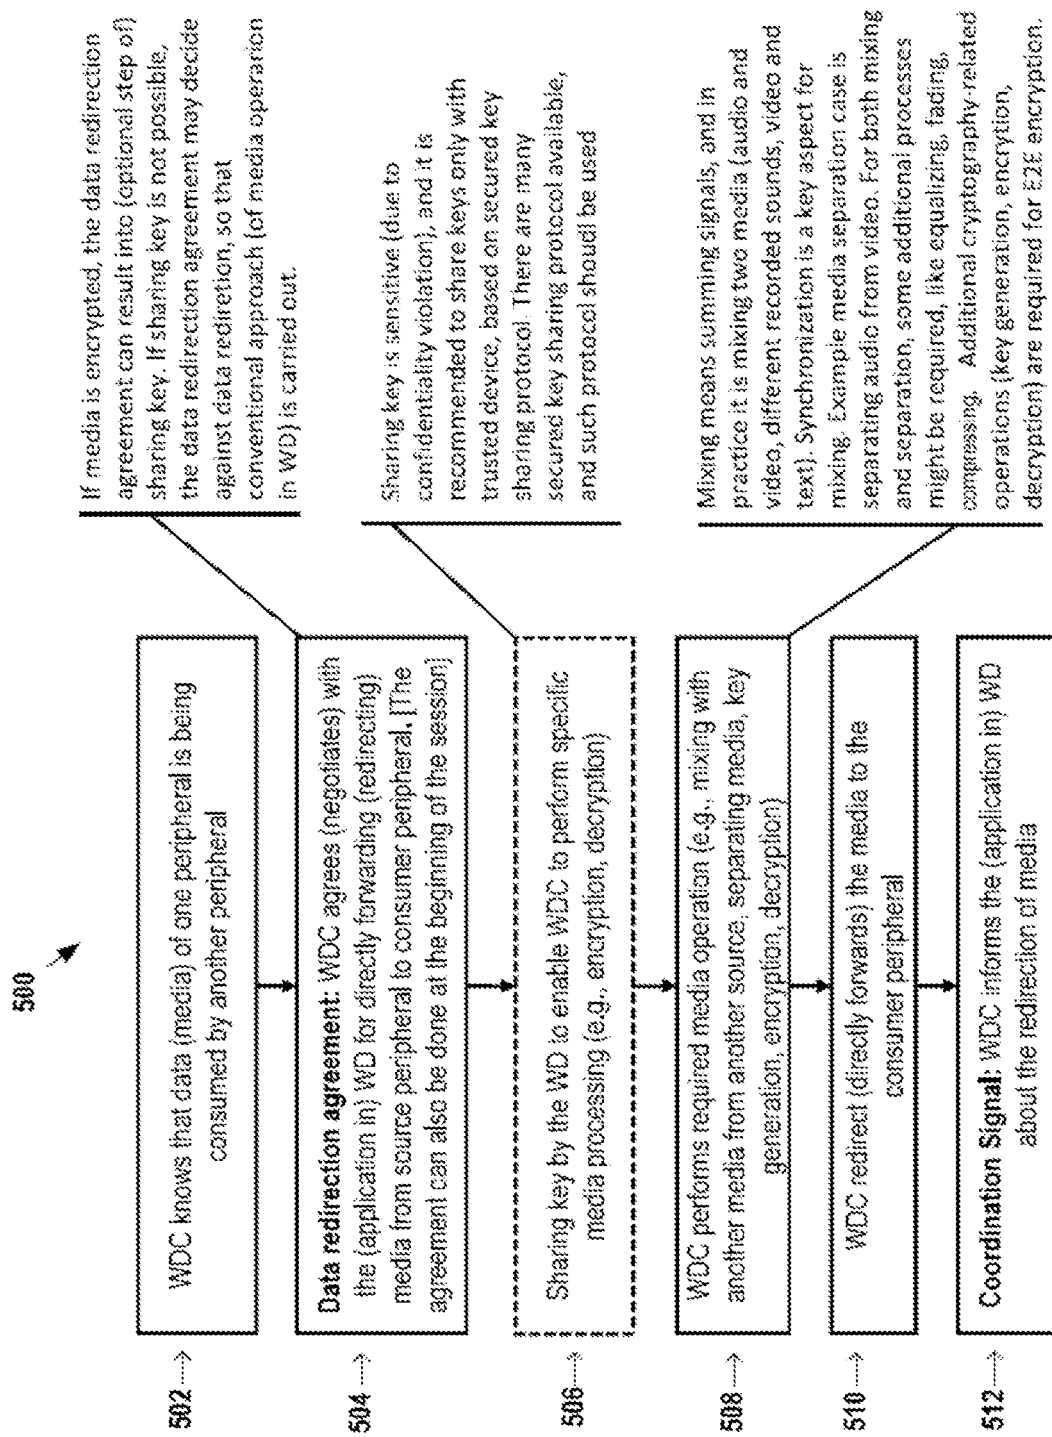 500
502
WDC knows that data (media) of one peripheral is being
consumed by another peripheral
504
Data redirection agreement: WDC agrees (negotiates) with
the (application in) WD for directly forwarding (redirecting)
media from source peripheral to consumer peripheral. [The
agreement can also be done at the beginning of the session]
If media is encrypted, the data redirection
agreement can result into (optional step of)
sharing key. If sharing key is not possible,
the data redirection agreement may decide
against data rediretion, so that
conventional approach (of media operarion
in WD) is carried out.
506
Sharing key by the WD to enable WDC to perform specific
media processing (e.g., encryption, decryption)
Sharing key is sensitive (due to
confidentiality violation), and it is
recommended to share keys only with
trusted device, based on secured key
sharing protocol. There are many
secured key sharing protocol available,
and such protocol shoudl be used
508
WDC performs required media operation (e.g., mixing with
another media from another source, separating media, key
generation, encryption, decryption)
Mixing means summing signals, and in
practice it is mixing two media (audio and
video, different recorded sounds, video and
text). Synchronization is a key aspect for
mixing. Example media separation case is
separating audio from video. For both mixing
and separation, some additional processes
might be required, like equalizing, fading,
compressing. Additional cryptography-related
operations (key generation, encrytion,
decryption) are required for E2E encryption.
510
WDC redirect (directly forwards) the media to the
consumer peripheral
512
Coordination Signal: WDC informs the (application in) WD
about the redirection of media